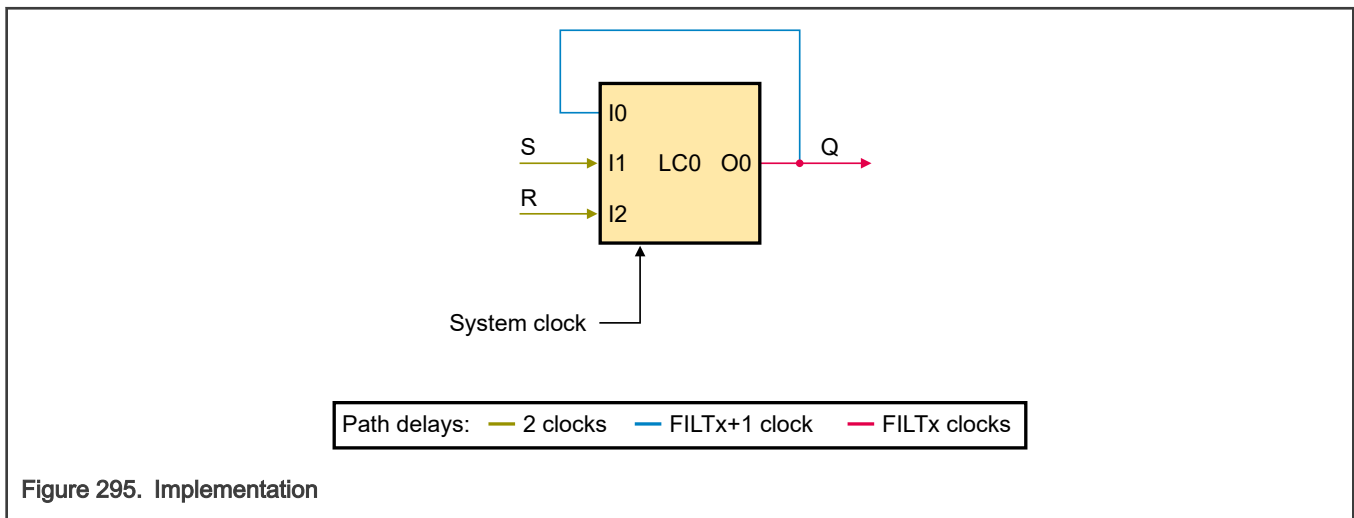 I0
S
I1 LC0 O0 Q
R
I2
System clock
Path delays: 2 clocks FILTx+1 clock FILTx clocks
Figure 295. Implementation